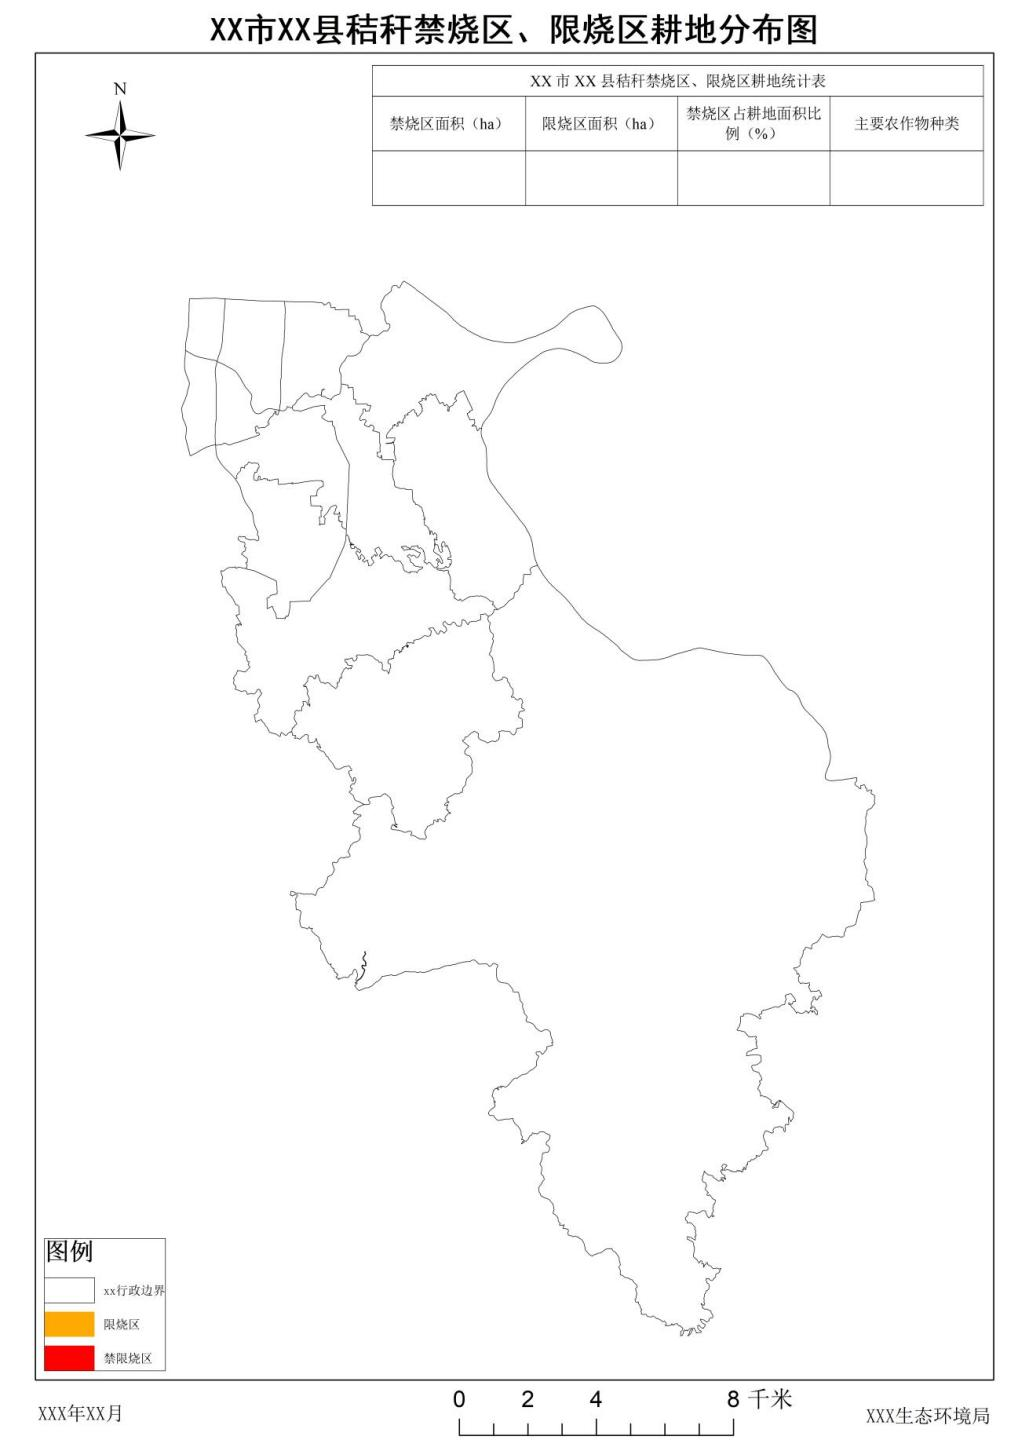 XX市XX县秸秆禁烧区、限烧区耕地分布图
N
XX 市 XX 县秸秆禁烧区、限烧区耕地统计表
禁烧区面积（ha）
限烧区面积（ha）
禁烧区占耕地面积比
例（%）
主要农作物种类
图例
xx行政边界
限烧区
禁限烧区
0 2 4 8 千米
XXX年XX月
XXX生态环境局